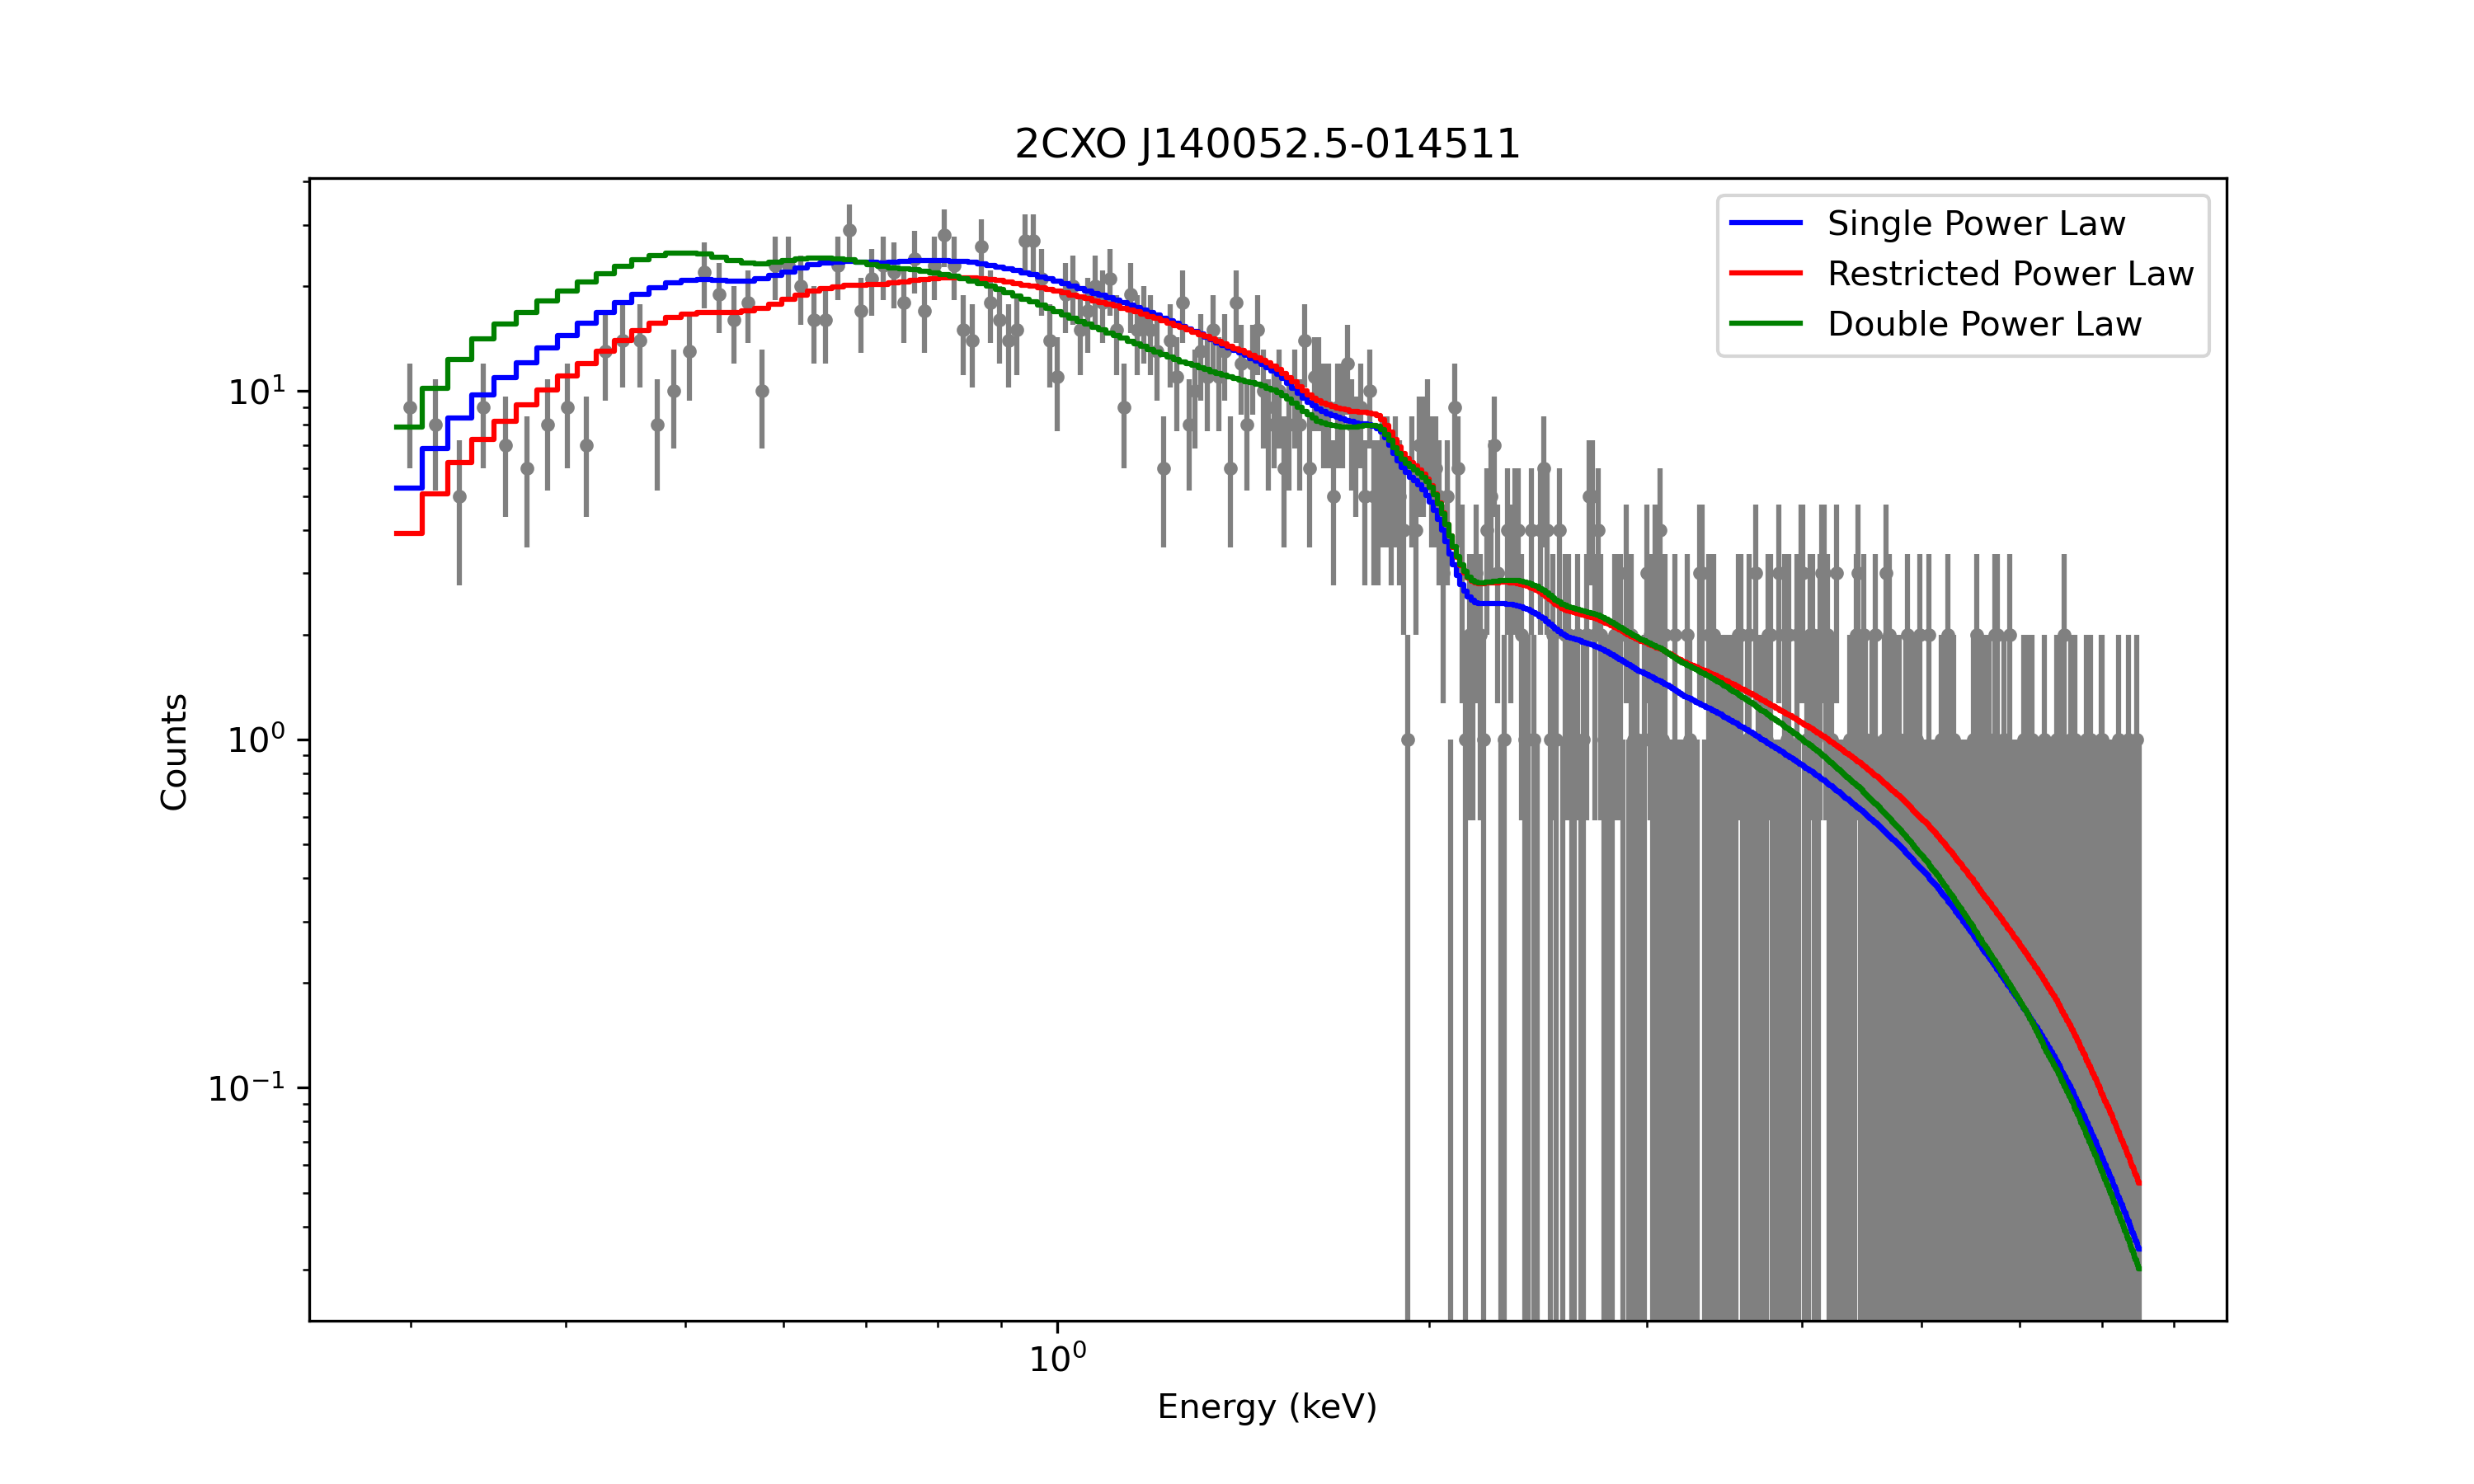 2CXO J140052.5-014511
Single Power Law
Restricted Power Law
Double Power Law
10¹
10⁰
10⁻¹
Counts
10⁰
Energy (keV)